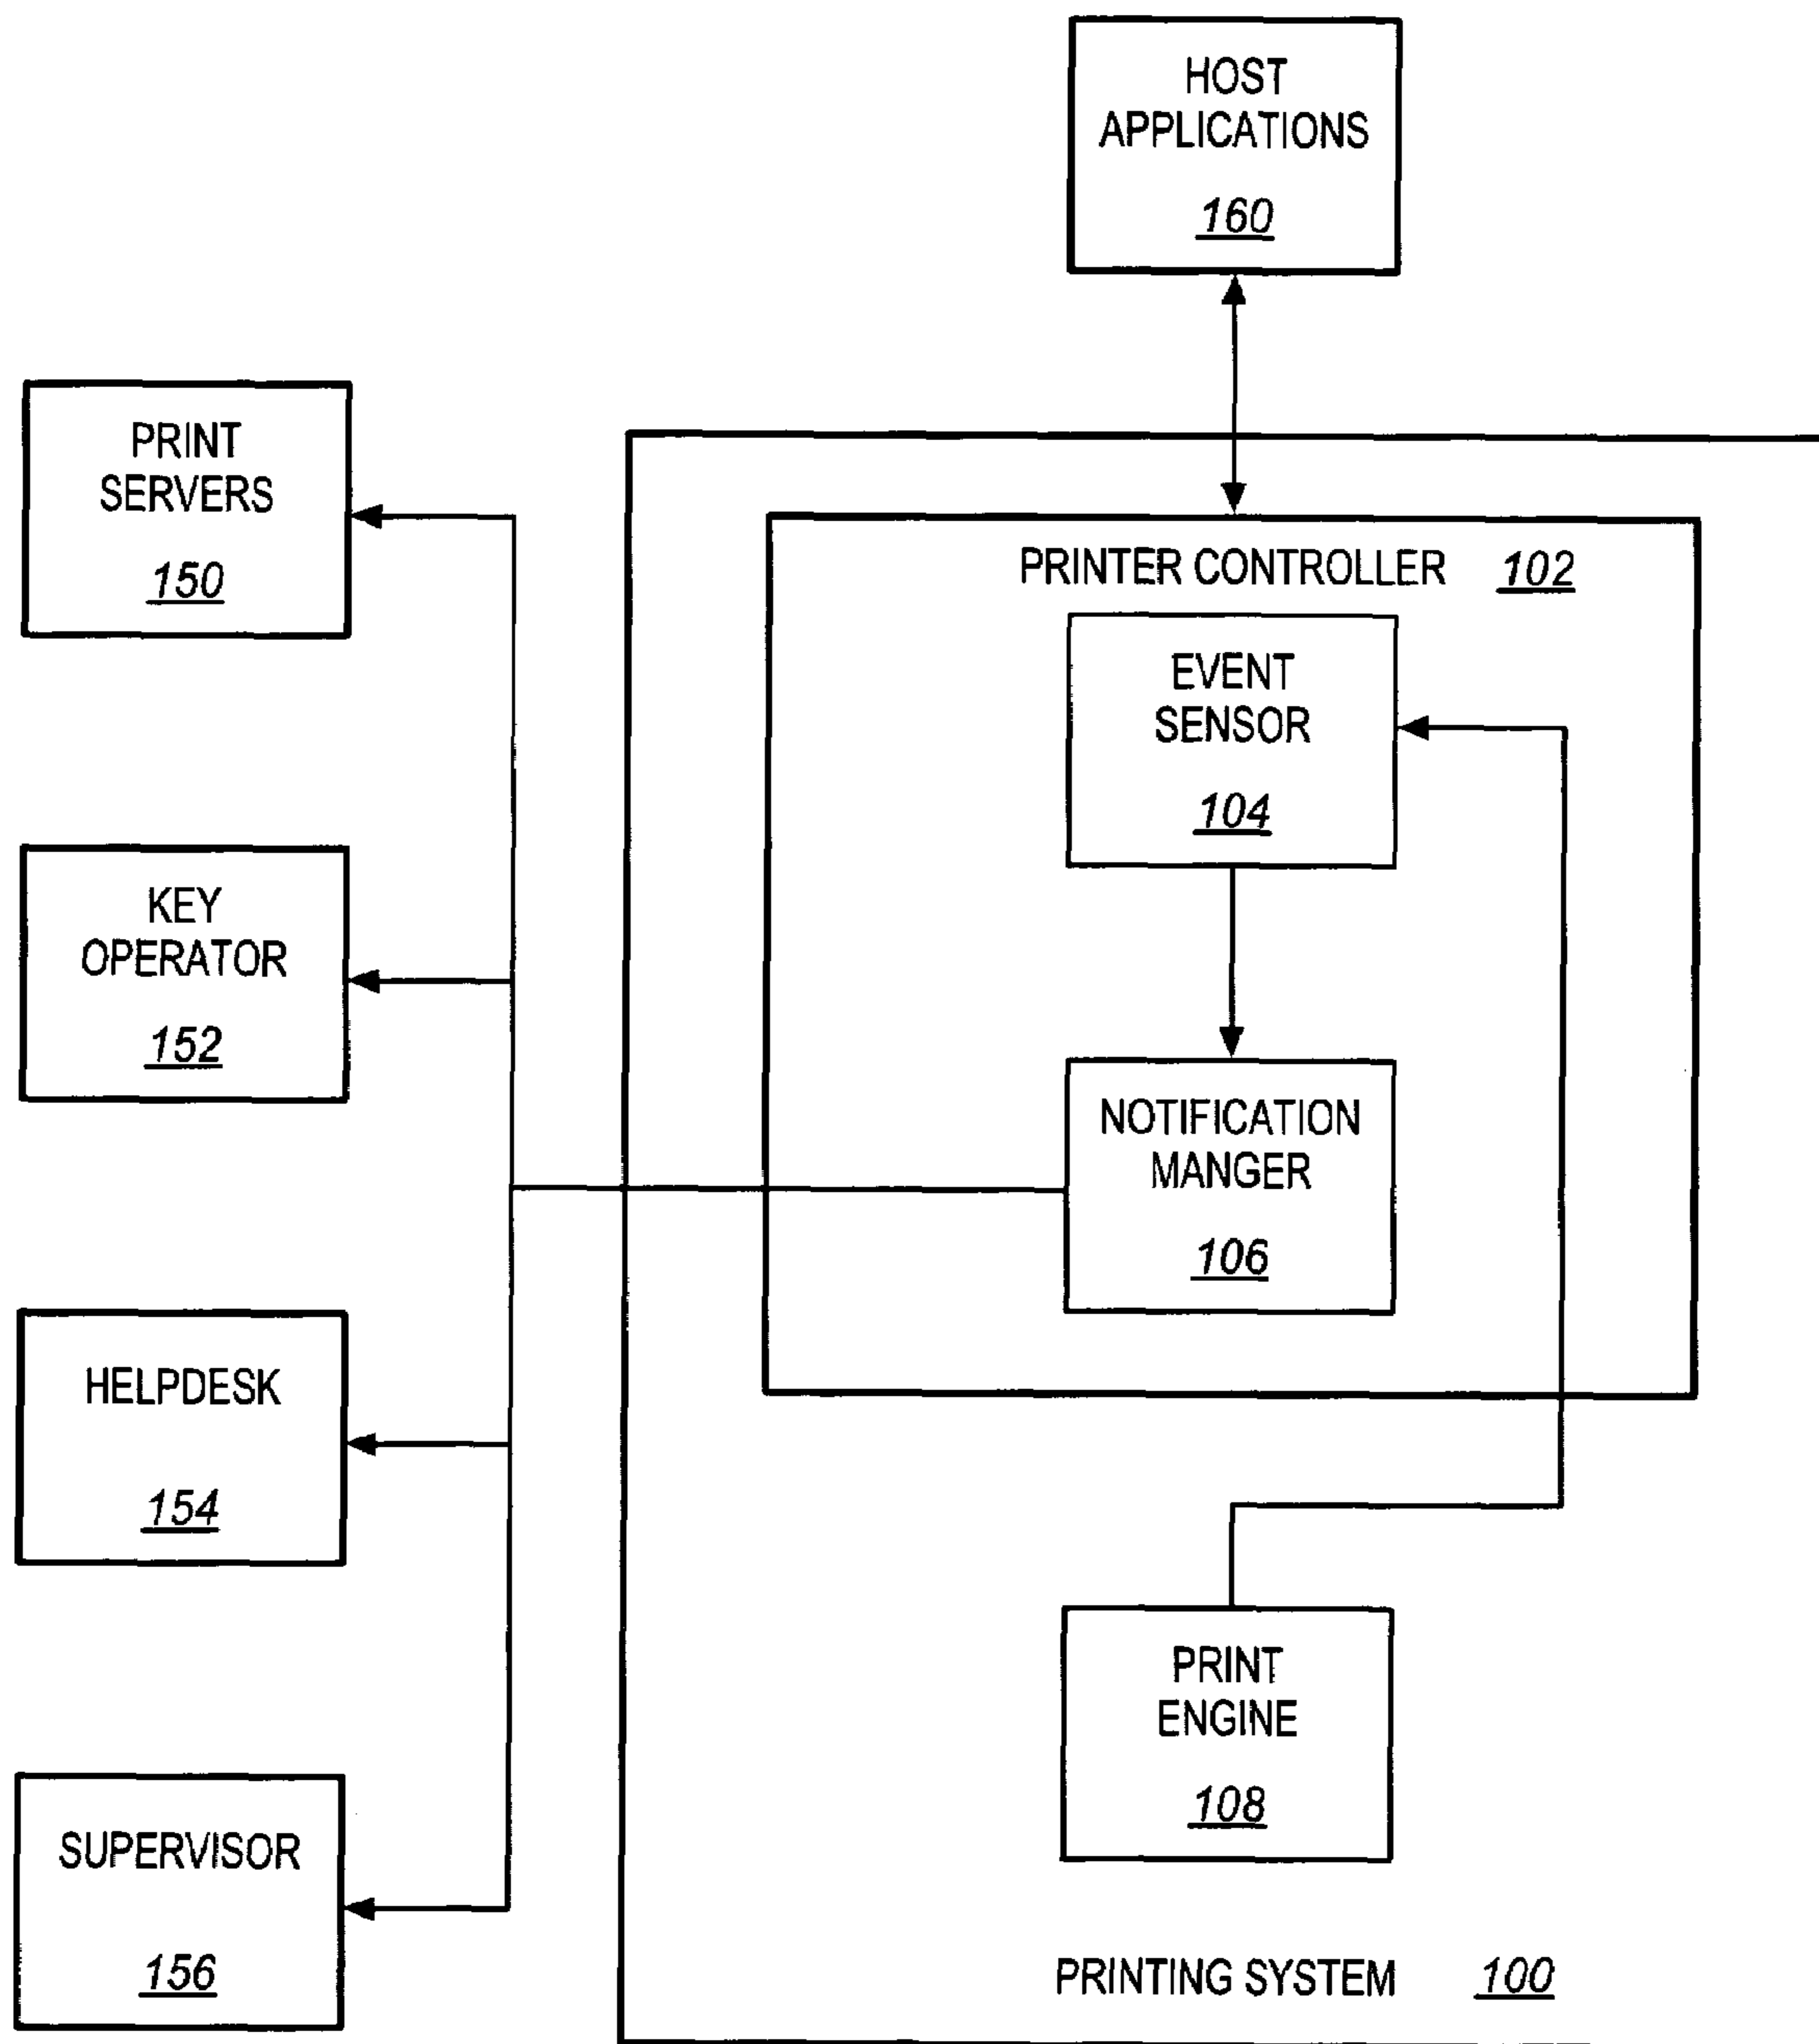 HOST
APPLICATIONS
160
PRINT
SERVERS
150
KEY
OPERATOR
152
HELPDESK
154
SUPERVISOR
156
PRINTER CONTROLLER 102
EVENT
SENSOR
104
NOTIFICATION
MANGER
106
PRINT
ENGINE
108
PRINTING SYSTEM 100